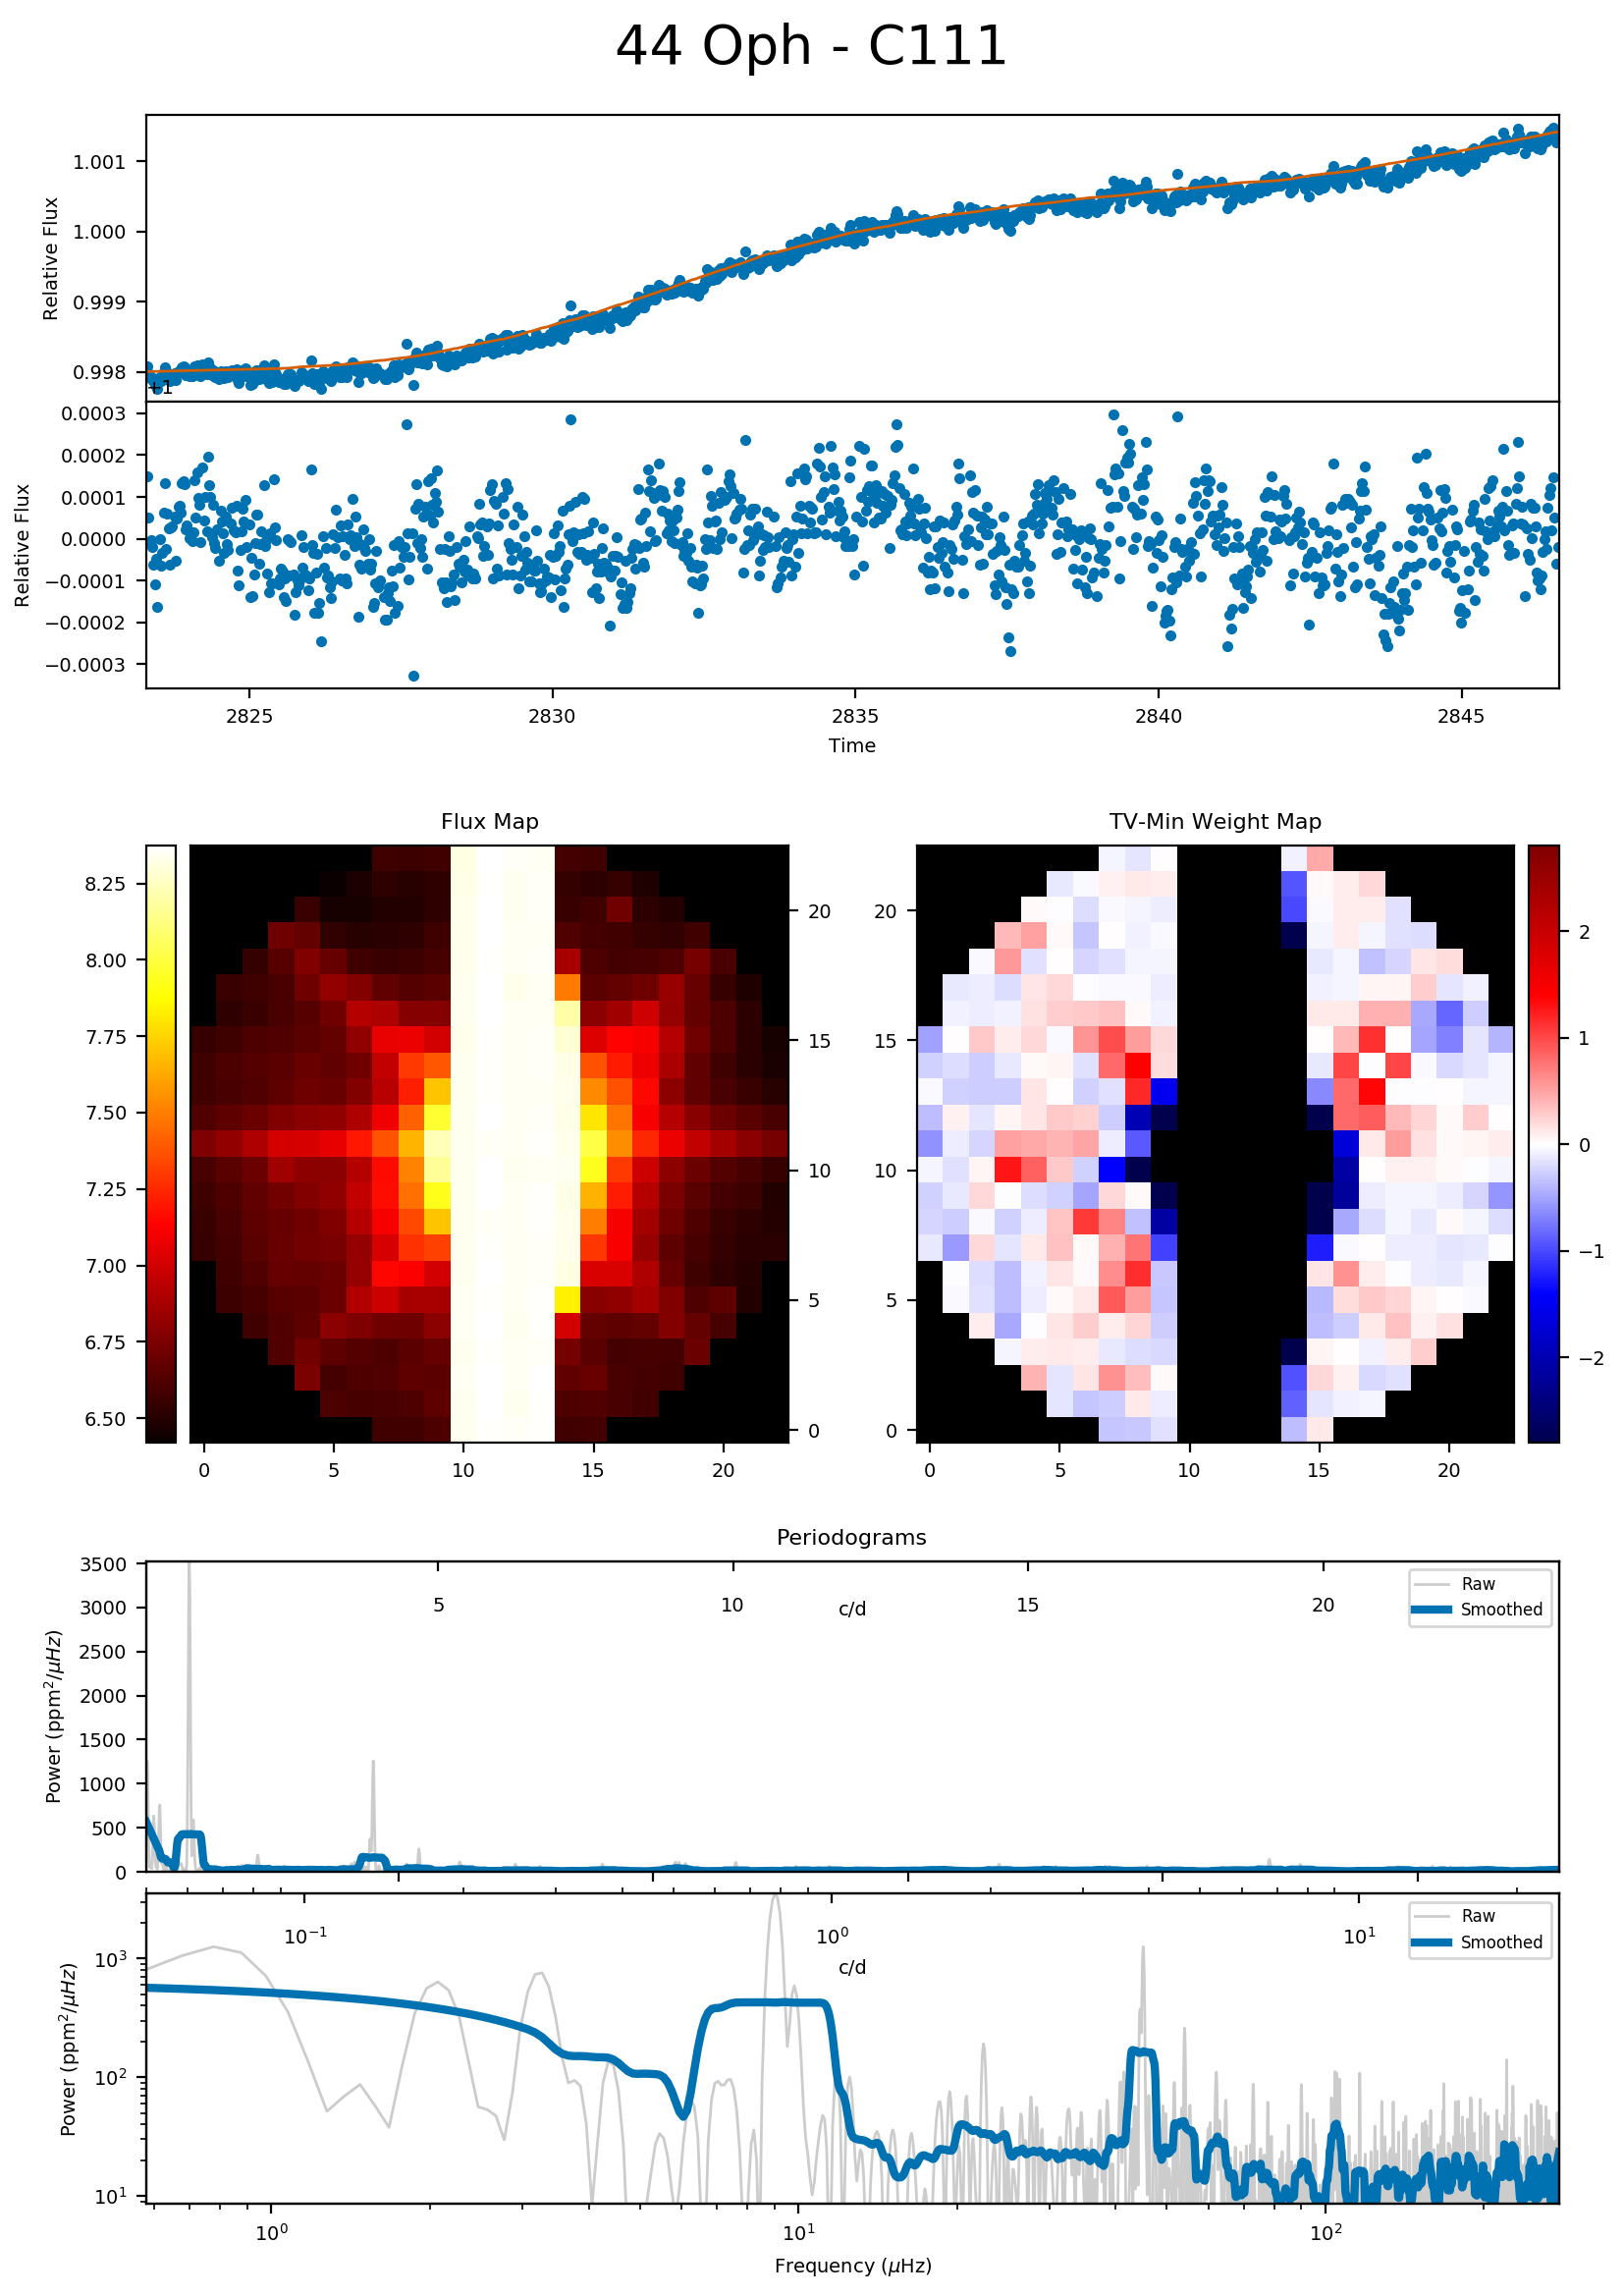 44 Oph - C111
Relative Flux
1.001
1.000
0.999
0.998
+1
Relative Flux
0.0003
0.0002
0.0001
0.0000
−0.0001
−0.0002
−0.0003
2825 2830 2835 2840 2845
Time
Flux Map
TV-Min Weight Map
8.25
8.00
7.75
7.50
7.25
7.00
6.75
6.50
20
15
10
5
0
0 5 10 15 20
20
15
10
5
0
0 5 10 15 20
2
1
0
−1
−2
Periodograms
Power (ppm²/μHz)
3500
3000
2500
2000
1500
1000
500
0
5 10 15 20
c/d
Raw
Smoothed
Power (ppm²/μHz)
10³
10²
10¹
10⁻¹ 10⁰ 10¹
c/d
Raw
Smoothed
10⁰ 10¹ 10²
Frequency (μHz)